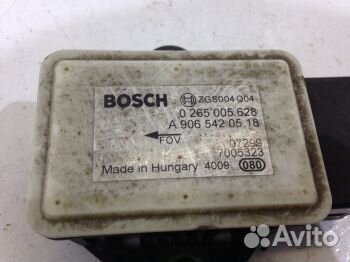 BOSCH ZGS004 Q04
0 265 005 628
A 906 542 05 18
FOV
07299
7005323
Made in Hungary 4009 080
Avito